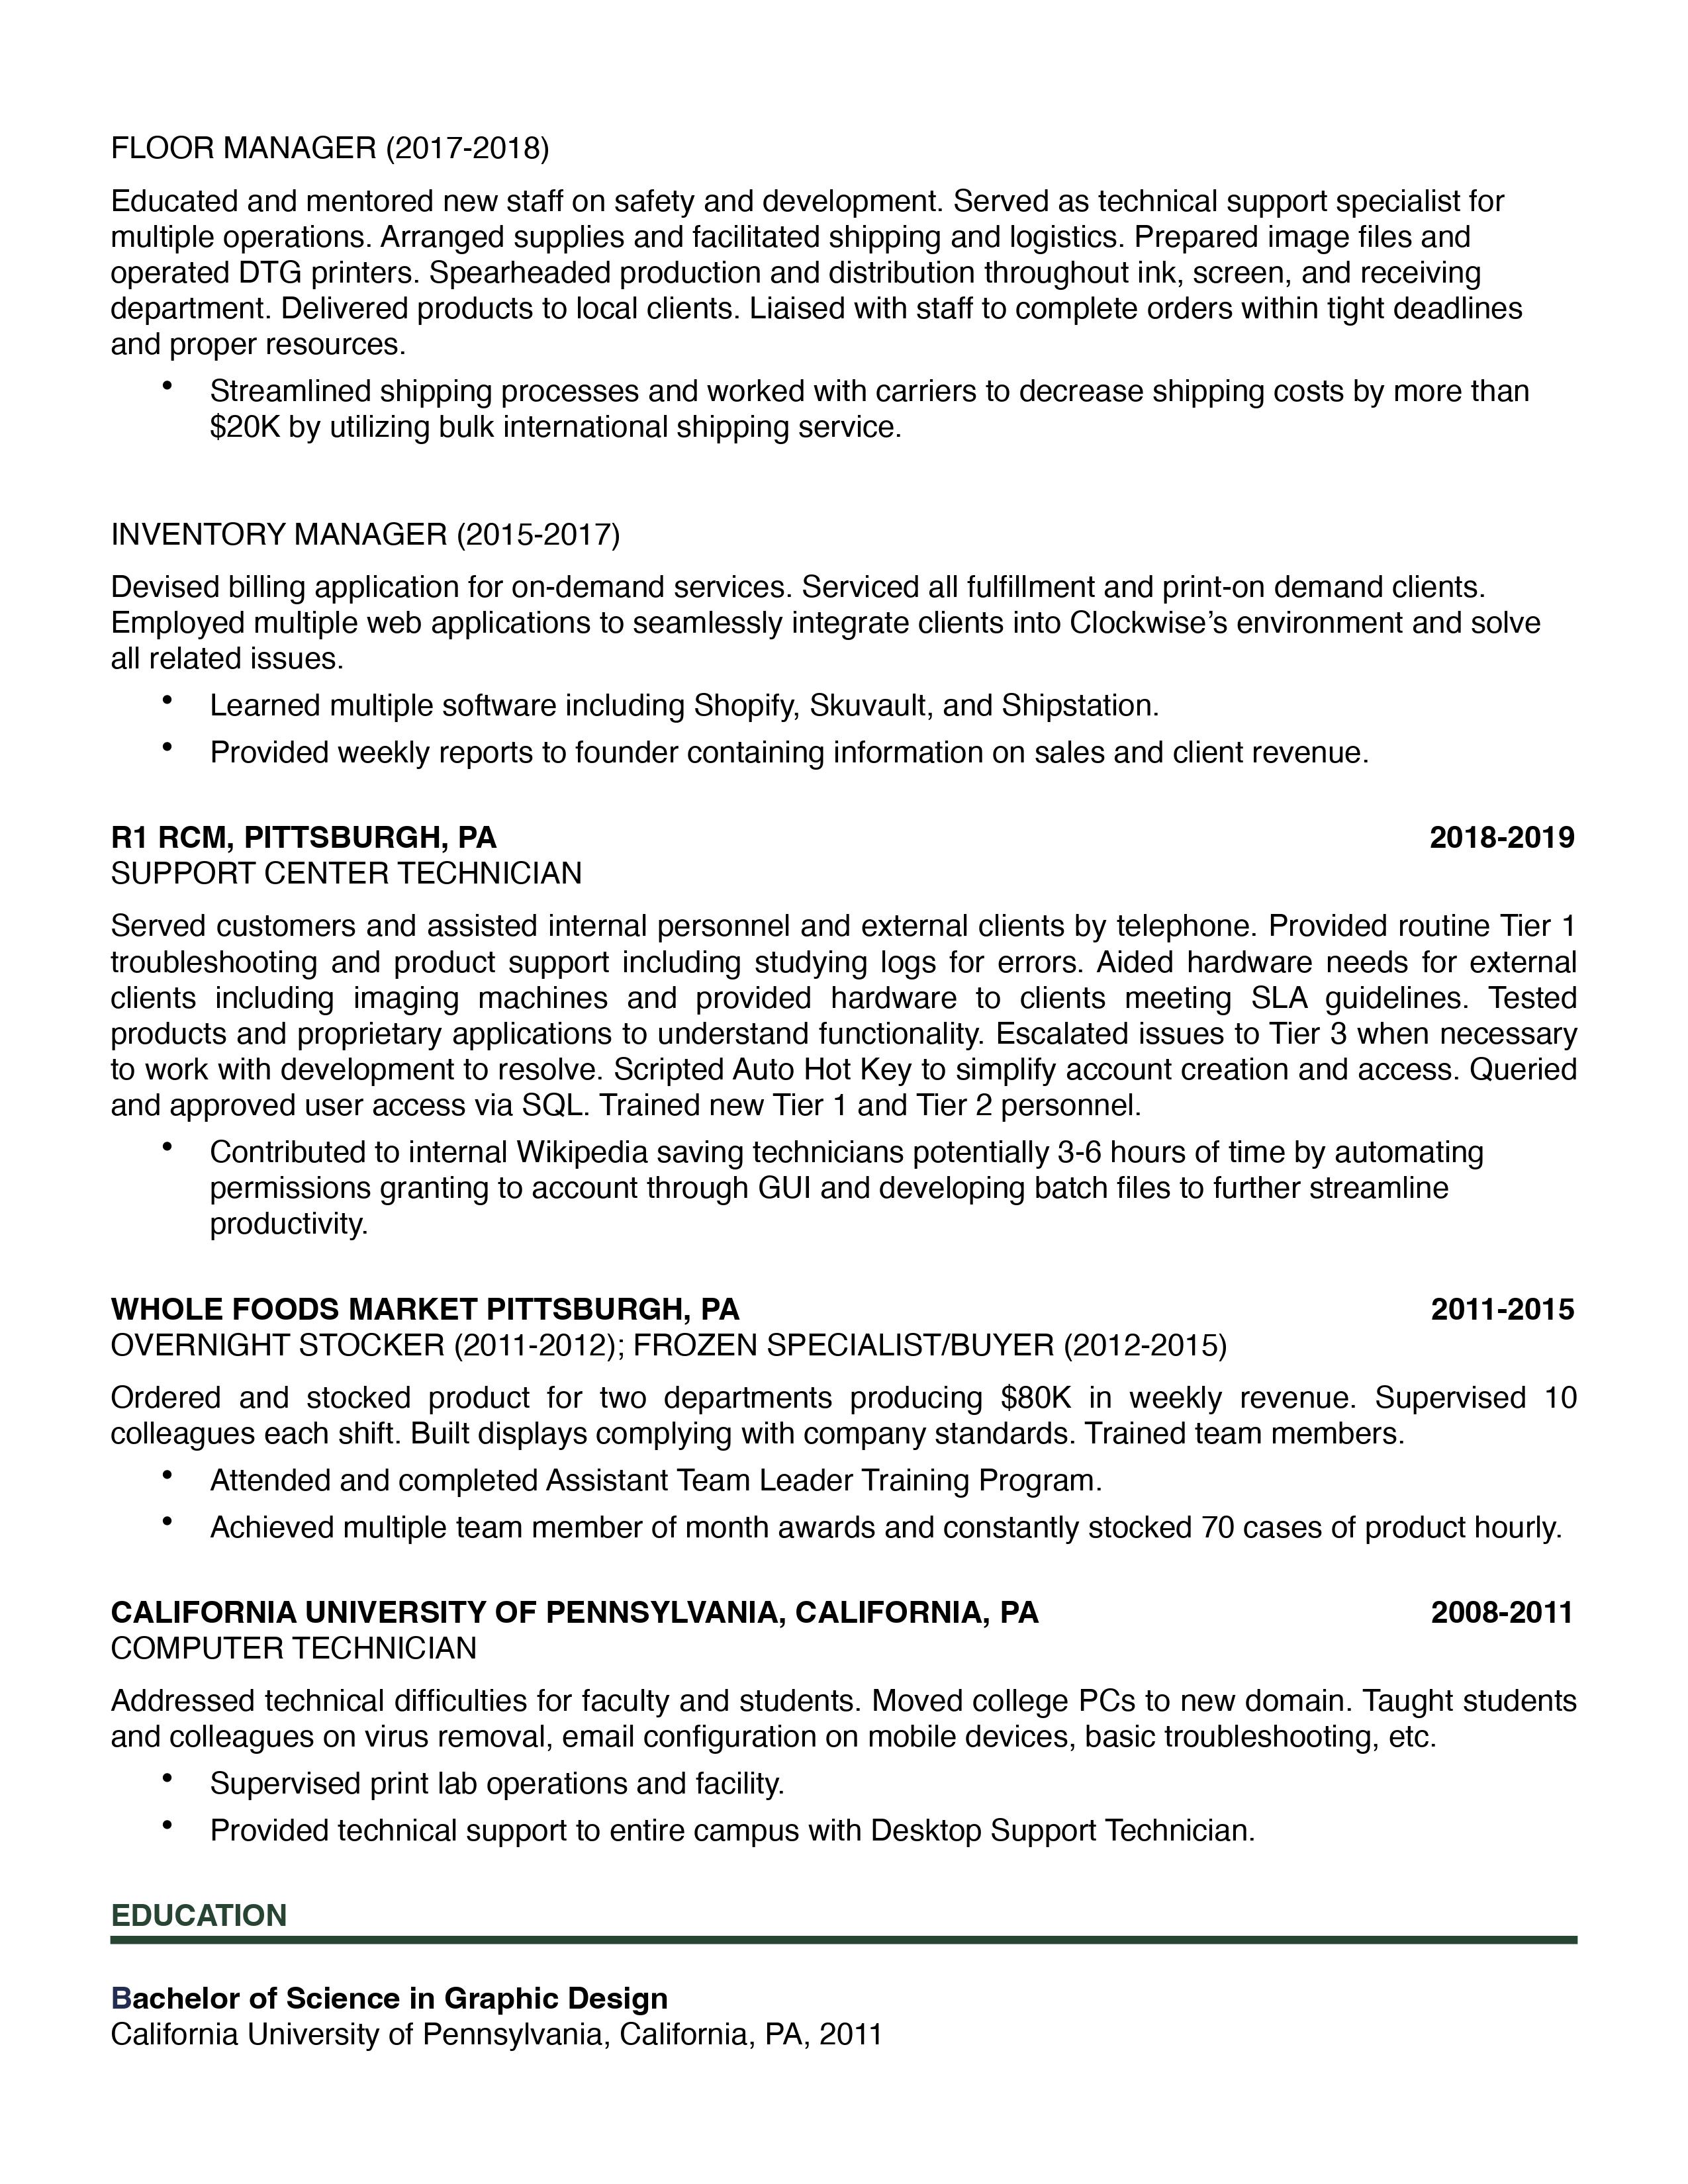 FLOOR MANAGER (2017-2018)
Educated and mentored new staff on safety and development. Served as technical support specialist for
multiple operations. Arranged supplies and facilitated shipping and logistics. Prepared image files and
operated DTG printers. Spearheaded production and distribution throughout ink, screen, and receiving
department. Delivered products to local clients. Liaised with staff to complete orders within tight deadlines
and proper resources.
• Streamlined shipping processes and worked with carriers to decrease shipping costs by more than
$20K by utilizing bulk international shipping service.
INVENTORY MANAGER (2015-2017)
Devised billing application for on-demand services. Serviced all fulfillment and print-on demand clients.
Employed multiple web applications to seamlessly integrate clients into Clockwise’s environment and solve
all related issues.
• Learned multiple software including Shopify, Skuvault, and Shipstation.
• Provided weekly reports to founder containing information on sales and client revenue.
R1 RCM, PITTSBURGH, PA 2018-2019
SUPPORT CENTER TECHNICIAN
Served customers and assisted internal personnel and external clients by telephone. Provided routine Tier 1
troubleshooting and product support including studying logs for errors. Aided hardware needs for external
clients including imaging machines and provided hardware to clients meeting SLA guidelines. Tested
products and proprietary applications to understand functionality. Escalated issues to Tier 3 when necessary
to work with development to resolve. Scripted Auto Hot Key to simplify account creation and access. Queried
and approved user access via SQL. Trained new Tier 1 and Tier 2 personnel.
• Contributed to internal Wikipedia saving technicians potentially 3-6 hours of time by automating
permissions granting to account through GUI and developing batch files to further streamline
productivity.
WHOLE FOODS MARKET PITTSBURGH, PA 2011-2015
OVERNIGHT STOCKER (2011-2012); FROZEN SPECIALIST/BUYER (2012-2015)
Ordered and stocked product for two departments producing $80K in weekly revenue. Supervised 10
colleagues each shift. Built displays complying with company standards. Trained team members.
• Attended and completed Assistant Team Leader Training Program.
• Achieved multiple team member of month awards and constantly stocked 70 cases of product hourly.
CALIFORNIA UNIVERSITY OF PENNSYLVANIA, CALIFORNIA, PA 2008-2011
COMPUTER TECHNICIAN
Addressed technical difficulties for faculty and students. Moved college PCs to new domain. Taught students
and colleagues on virus removal, email configuration on mobile devices, basic troubleshooting, etc.
• Supervised print lab operations and facility.
• Provided technical support to entire campus with Desktop Support Technician.
EDUCATION
Bachelor of Science in Graphic Design
California University of Pennsylvania, California, PA, 2011